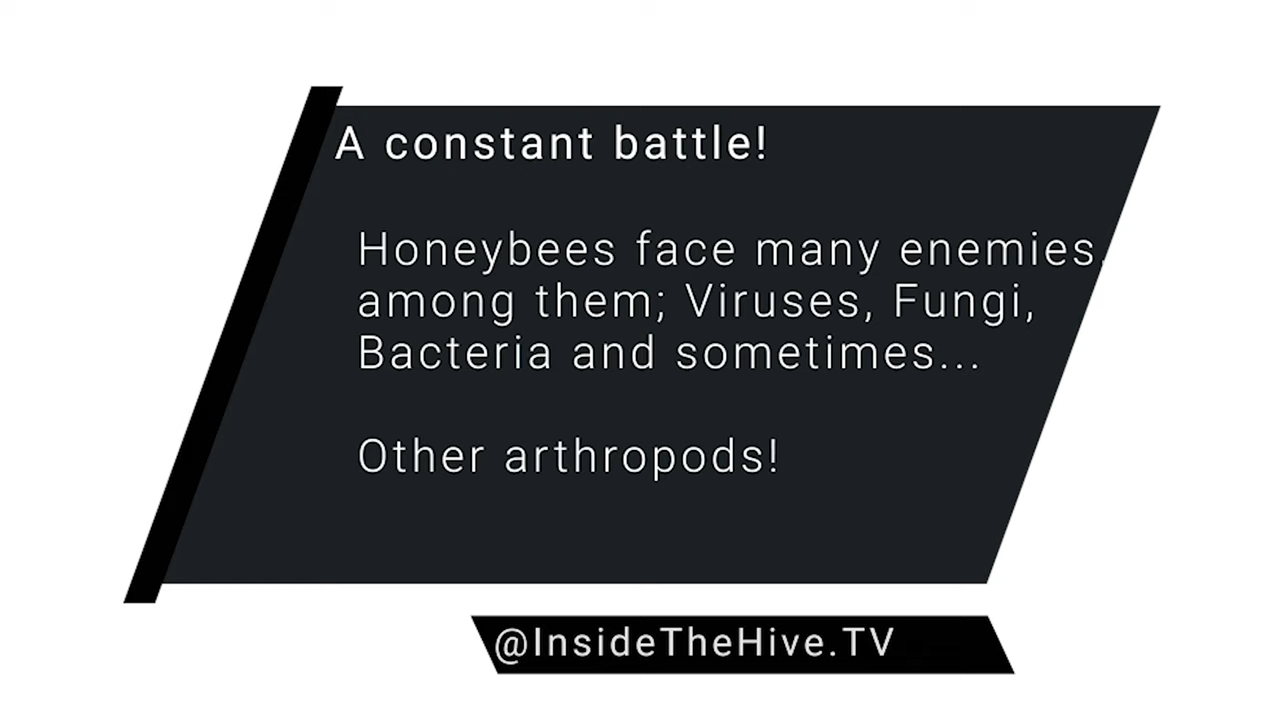 A constant battle!
Honeybees face many enemies,
among them; Viruses, Fungi,
Bacteria and sometimes...
Other arthropods!
@InsideTheHive.TV